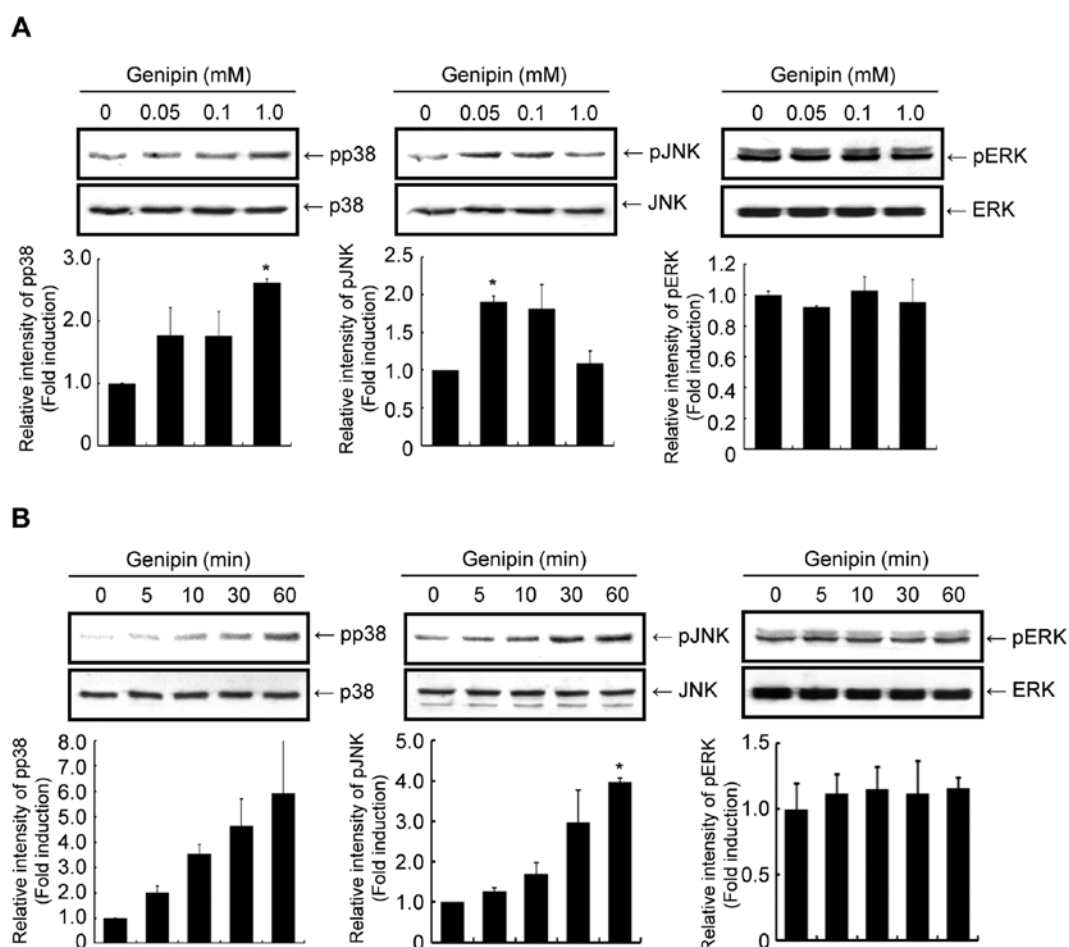 A
Genipin (mM)
0 0.05 0.1 1.0
← pp38
← p38
Relative intensity of pp38
(Fold induction)
3.0
2.0
1.0
0
*
Genipin (mM)
0 0.05 0.1 1.0
← pJNK
← JNK
Relative intensity of pJNK
(Fold induction)
2.5
2.0
1.5
1.0
0.5
0
*
Genipin (mM)
0 0.05 0.1 1.0
← pERK
← ERK
Relative intensity of pERK
(Fold induction)
1.2
1.0
0.8
0.6
0.4
0.2
0
B
Genipin (min)
0 5 10 30 60
← pp38
← p38
Relative intensity of pp38
(Fold induction)
8.0
7.0
6.0
5.0
4.0
3.0
2.0
1.0
0
Genipin (min)
0 5 10 30 60
← pJNK
← JNK
Relative intensity of pJNK
(Fold induction)
5.0
4.0
3.0
2.0
1.0
0
*
Genipin (min)
0 5 10 30 60
← pERK
← ERK
Relative intensity of pERK
(Fold induction)
1.5
1.0
0.5
0